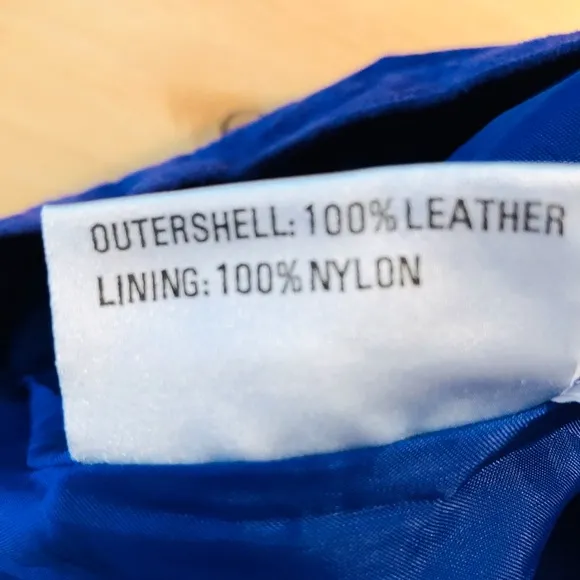 OUTERSHELL: 100% LEATHER
LINING: 100% NYLON